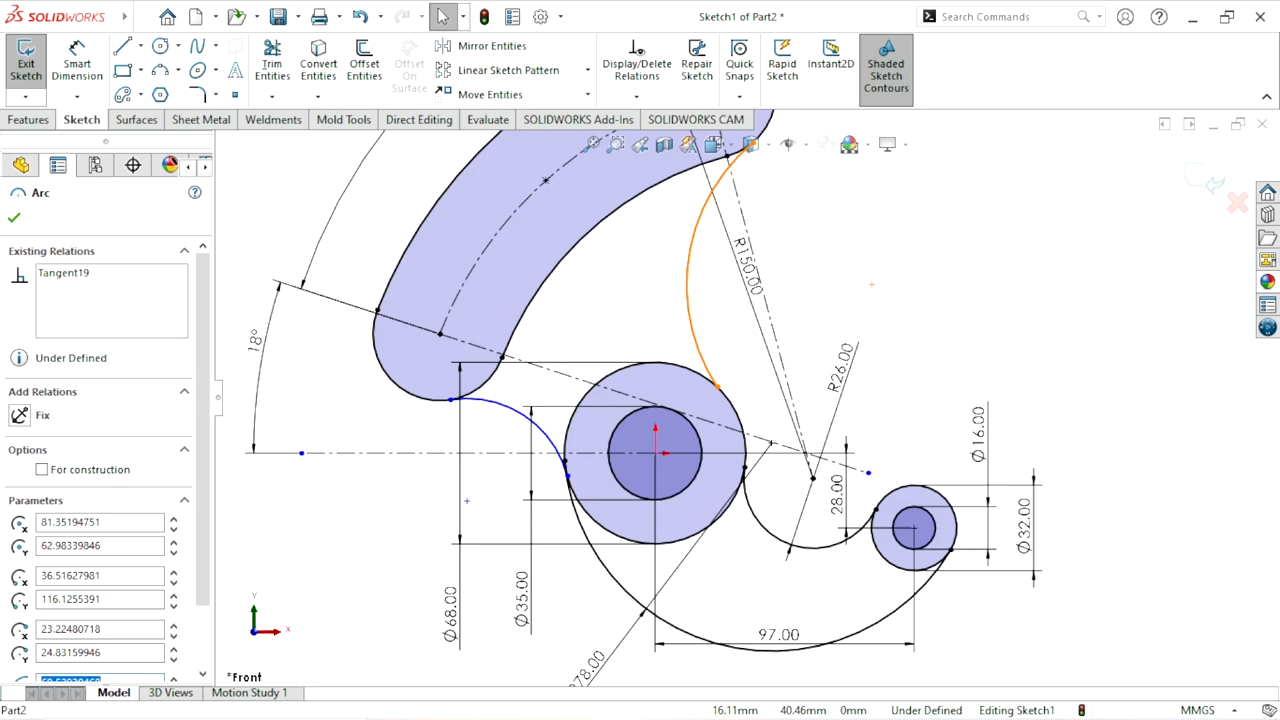 SOLIDWORKS
Sketch1 of Part2 *
Search Commands
Exit Sketch
Smart Dimension
Trim Entities
Convert Entities
Offset Entities
Offset On Surface
Mirror Entities
Linear Sketch Pattern
Move Entities
Display/Delete Relations
Repair Sketch
Quick Snaps
Rapid Sketch
Instant2D
Shaded Sketch Contours
Features
Sketch
Surfaces
Sheet Metal
Weldments
Mold Tools
Direct Editing
Evaluate
SOLIDWORKS Add-Ins
SOLIDWORKS CAM
Arc
Existing Relations
Tangent19
Under Defined
Add Relations
Fix
Options
For construction
Parameters
81.35194751
62.98339846
36.51627981
116.1255391
23.22480718
24.83159946
18°
R150.00
R26.00
Ø16.00
28.00
Ø32.00
Ø68.00
Ø35.00
97.00
R78.00
Y
X
*Front
Model
3D Views
Motion Study 1
Part2
16.11mm
40.46mm
0mm
Under Defined
Editing Sketch1
MMGS